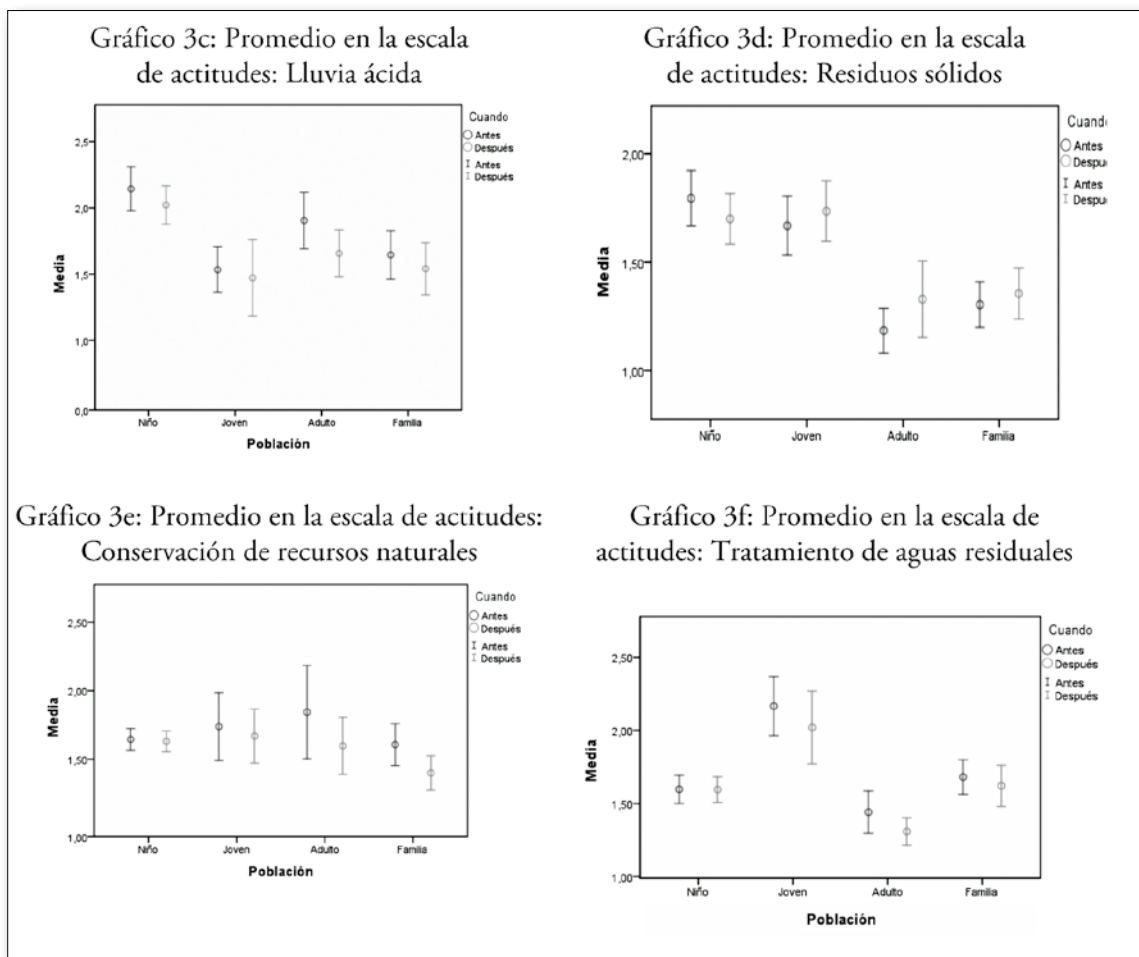 Gráfico 3c: Promedio en la escala
de actitudes: Lluvia ácida
Cuando
Antes
Después
Antes
Después
2,5
2,0
1,5
1,0
0,0
Media
Niño
Joven
Adulto
Familia
Población
Gráfico 3d: Promedio en la escala
de actitudes: Residuos sólidos
Cuand
Antes
Despu
Antes
Despu
2,00
1,50
1,00
Media
Niño
Joven
Adulto
Familia
Gráfico 3e: Promedio en la escala de actitudes:
Conservación de recursos naturales
Cuando
Antes
Después
Antes
Después
2,50
2,00
1,50
1,00
Media
Niño
Joven
Adulto
Familia
Población
Gráfico 3f: Promedio en la escala de
actitudes: Tratamiento de aguas residuales
Cuando
Antes
Después
Antes
Después
2,50
2,00
1,50
1,00
Media
Niño
Joven
Adulto
Familia
Población